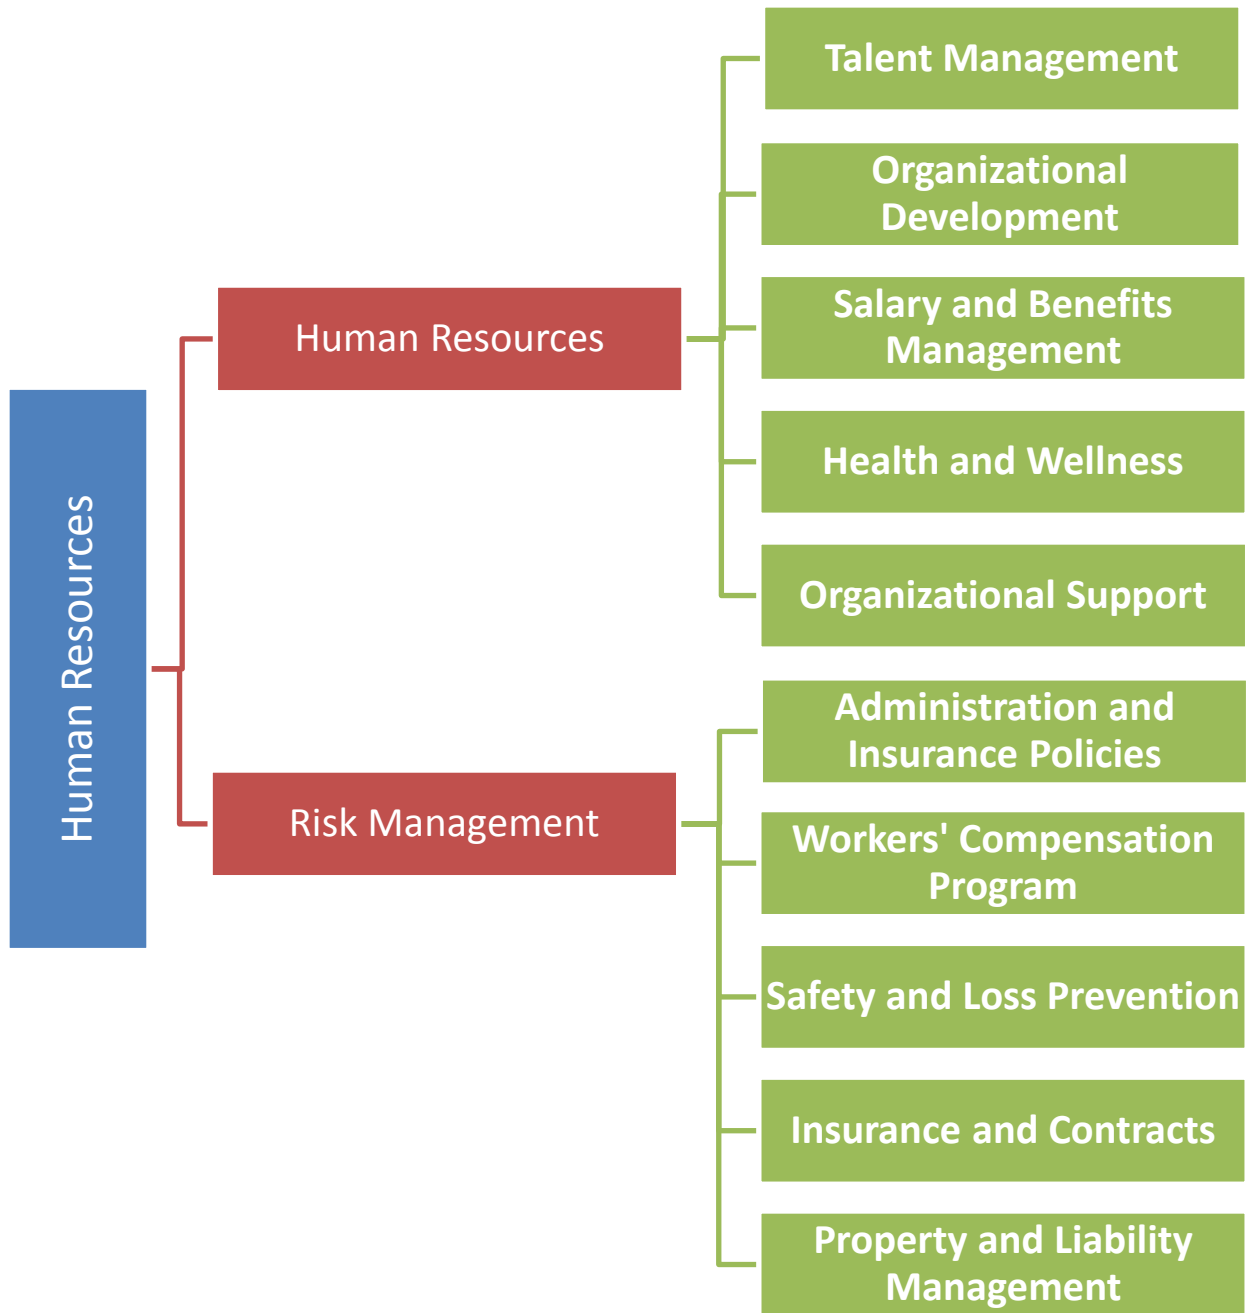 Human Resources
Human Resources
Talent Management
Organizational
Development
Salary and Benefits
Management
Health and Wellness
Organizational Support
Risk Management
Administration and
Insurance Policies
Workers' Compensation
Program
Safety and Loss Prevention
Insurance and Contracts
Property and Liability
Management